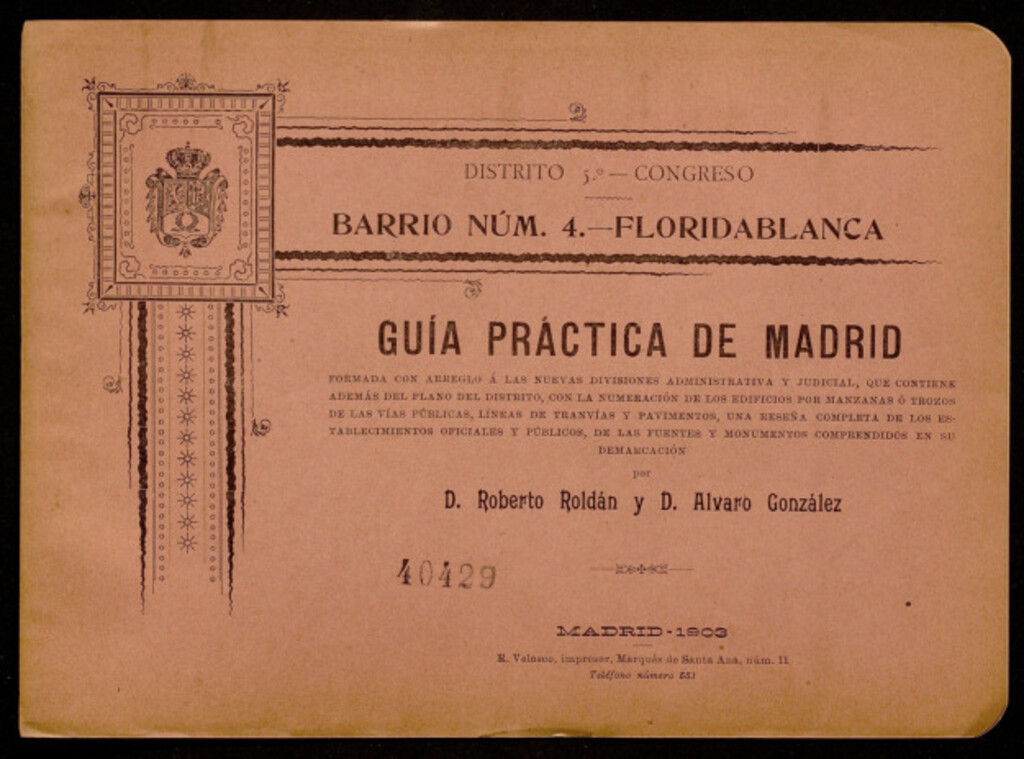 DISTRITO 5.º — CONGRESO
BARRIO NÚM. 4.—FLORIDABLANCA
GUÍA PRÁCTICA DE MADRID
FORMADA CON ARREGLO Á LAS NUEVAS DIVISIONES ADMINISTRATIVA Y JUDICIAL, QUE CONTIENE
ADEMÁS DEL PLANO DEL DISTRITO, CON LA NUMERACIÓN DE LOS EDIFICIOS POR MANZANAS Ó TROZOS
DE LAS VÍAS PÚBLICAS, LÍNEAS DE TRANVÍAS Y PAVIMENTOS, UNA RESEÑA COMPLETA DE LOS ES-
TABLECIMIENTOS OFICIALES Y PÚBLICOS, DE LAS FUENTES Y MONUMENTOS COMPRENDIDOS EN SU
DEMARCACIÓN
por
D. Roberto Roldán y D. Alvaro González
40429
MADRID-1903
R. Velasco, impresor, Marqués de Santa Ana, núm. 11
Teléfono número 551